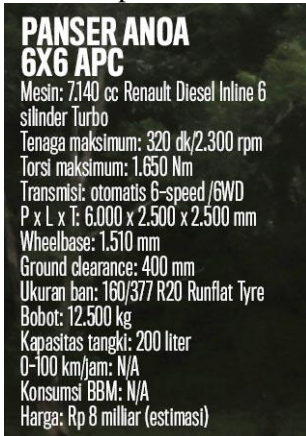 PANSER ANOA
6X6 APC
Mesin: 7.140 cc Renault Diesel Inline 6
silinder Turbo
Tenaga maksimum: 320 dk/2.300 rpm
Torsi maksimum: 1.650 Nm
Transmisi: otomatis 6-speed /6WD
P x L x T: 6.000 x 2.500 x 2.500 mm
Wheelbase: 1.510 mm
Ground clearance: 400 mm
Ukuran ban: 160/377 R20 Runflat Tyre
Bobot: 12.500 kg
Kapasitas tangki: 200 liter
0-100 km/jam: N/A
Konsumsi BBM: N/A
Harga: Rp 8 milliar (estimasi)